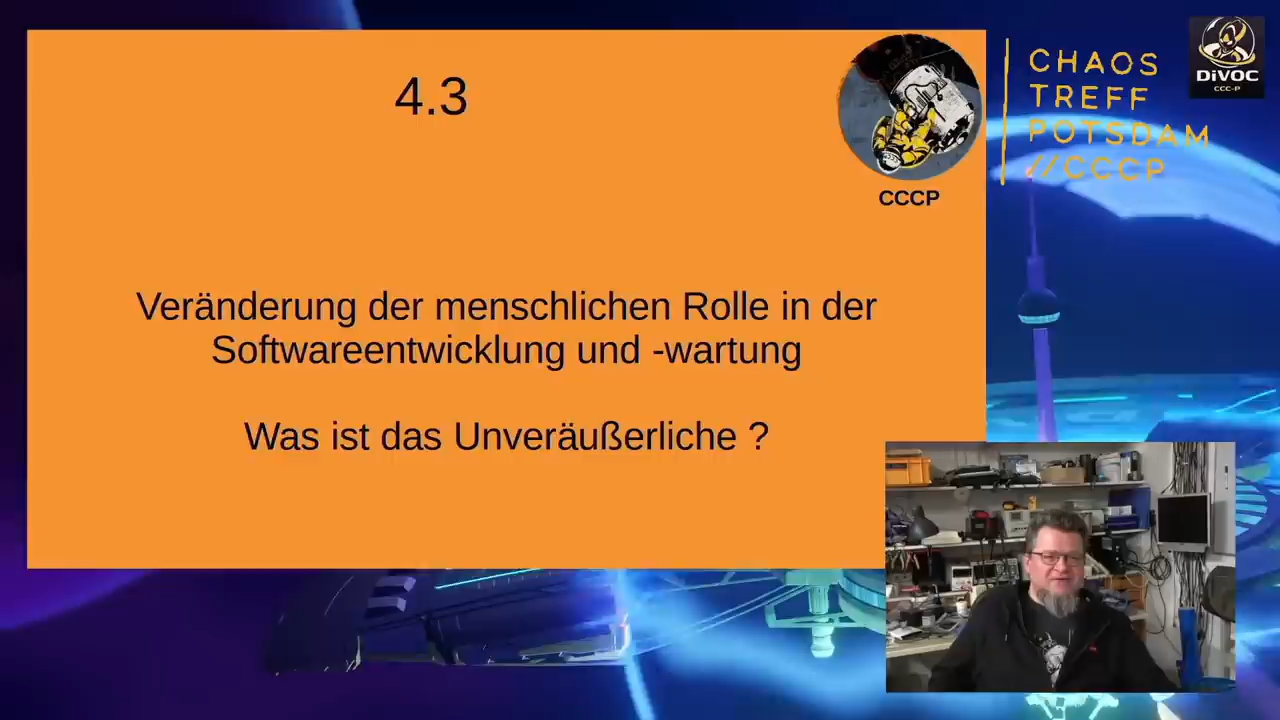 4.3
CCCP
Veränderung der menschlichen Rolle in der
Softwareentwicklung und -wartung
Was ist das Unveräußerliche ?
CHAOS
TREFF
POTSDAM
//CCCP
DiVOC
CCC-P